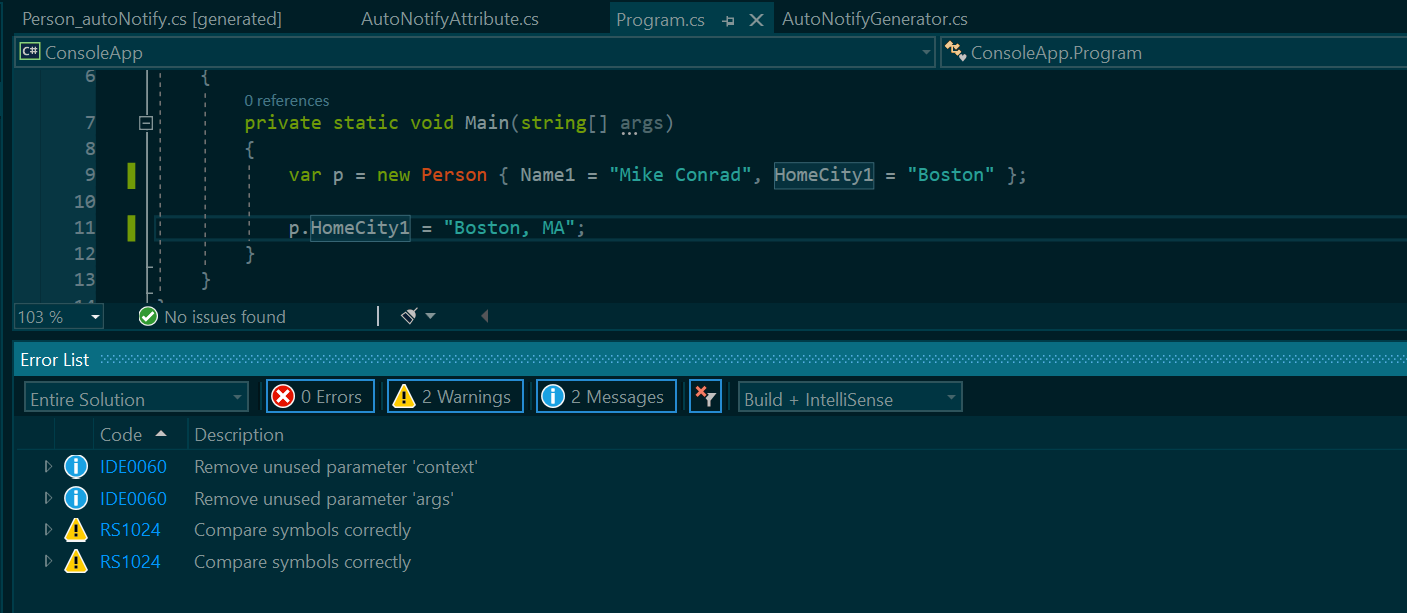 Person_autoNotify.cs [generated] AutoNotifyAttribute.cs Program.cs AutoNotifyGenerator.cs
C# ConsoleApp ConsoleApp.Program
6 {
0 references
7 private static void Main(string[] args)
8 {
9 var p = new Person { Name1 = "Mike Conrad", HomeCity1 = "Boston" };
10
11 p.HomeCity1 = "Boston, MA";
12 }
13 }
14 }
103 % No issues found
Error List
Entire Solution 0 Errors 2 Warnings 2 Messages Build + IntelliSense
Code Description
IDE0060 Remove unused parameter 'context'
IDE0060 Remove unused parameter 'args'
RS1024 Compare symbols correctly
RS1024 Compare symbols correctly